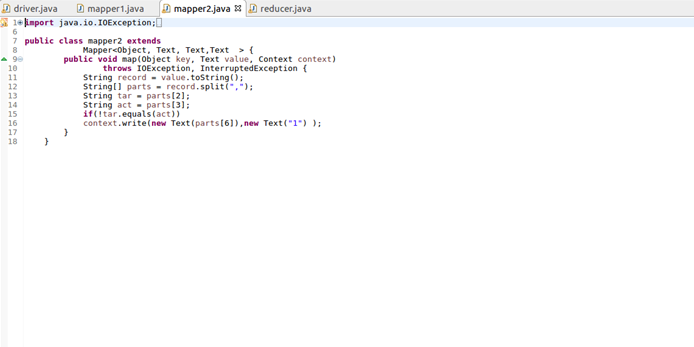 driver.java mapper1.java mapper2.java reducer.java
1 import java.io.IOException;
6
7 public class mapper2 extends
8 Mapper<Object, Text, Text,Text  > {
9 public void map(Object key, Text value, Context context)
10 throws IOException, InterruptedException {
11 String record = value.toString();
12 String[] parts = record.split(",");
13 String tar = parts[2];
14 String act = parts[3];
15 if(!tar.equals(act))
16 context.write(new Text(parts[6]),new Text("1") );
17 }
18 }